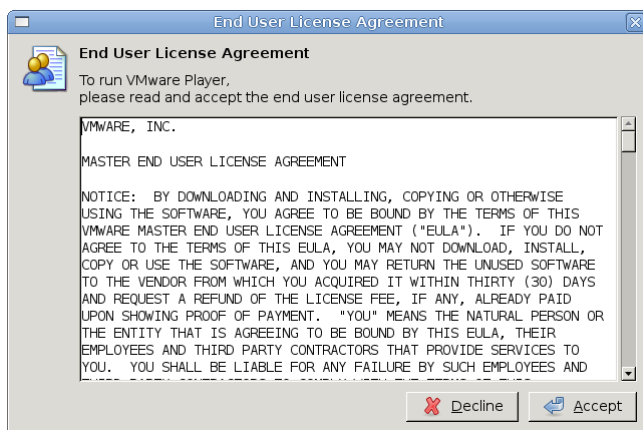 End User License Agreement
End User License Agreement
To run VMware Player,
please read and accept the end user license agreement.
VMWARE, INC.
MASTER END USER LICENSE AGREEMENT
NOTICE:  BY DOWNLOADING AND INSTALLING, COPYING OR OTHERWISE
USING THE SOFTWARE, YOU AGREE TO BE BOUND BY THE TERMS OF THIS
VMWARE MASTER END USER LICENSE AGREEMENT ("EULA").  IF YOU DO NOT
AGREE TO THE TERMS OF THIS EULA, YOU MAY NOT DOWNLOAD, INSTALL,
COPY OR USE THE SOFTWARE, AND YOU MAY RETURN THE UNUSED SOFTWARE
TO THE VENDOR FROM WHICH YOU ACQUIRED IT WITHIN THIRTY (30) DAYS
AND REQUEST A REFUND OF THE LICENSE FEE, IF ANY, ALREADY PAID
UPON SHOWING PROOF OF PAYMENT.  "YOU" MEANS THE NATURAL PERSON OR
THE ENTITY THAT IS AGREEING TO BE BOUND BY THIS EULA, THEIR
EMPLOYEES AND THIRD PARTY CONTRACTORS THAT PROVIDE SERVICES TO
YOU.  YOU SHALL BE LIABLE FOR ANY FAILURE BY SUCH EMPLOYEES AND
Decline
Accept